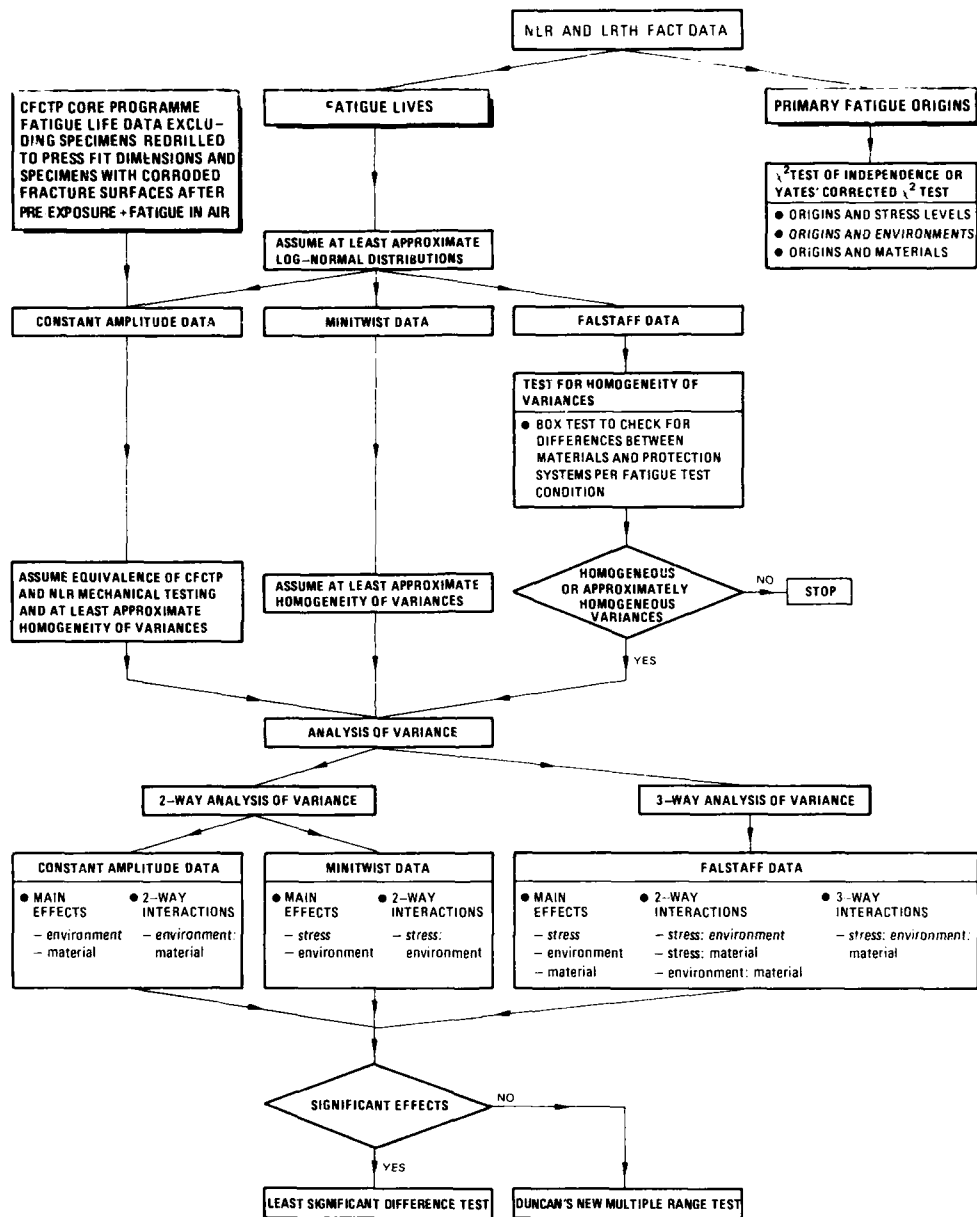 NLR AND LRTH FACT DATA
CFCTP CORE PROGRAMME
FATIGUE LIFE DATA EXCLU–
DING SPECIMENS REDRILLED
TO PRESS FIT DIMENSIONS AND
SPECIMENS WITH CORRODED
FRACTURE SURFACES AFTER
PRE EXPOSURE + FATIGUE IN AIR
FATIGUE LIVES
PRIMARY FATIGUE ORIGINS
χ² TEST OF INDEPENDENCE OR
YATES' CORRECTED χ² TEST
● ORIGINS AND STRESS LEVELS
● ORIGINS AND ENVIRONMENTS
● ORIGINS AND MATERIALS
ASSUME AT LEAST APPROXIMATE
LOG–NORMAL DISTRIBUTIONS
CONSTANT AMPLITUDE DATA
MINITWIST DATA
FALSTAFF DATA
TEST FOR HOMOGENEITY OF
VARIANCES
● BOX TEST TO CHECK FOR
DIFFERENCES BETWEEN
MATERIALS AND PROTECTION
SYSTEMS PER FATIGUE TEST
CONDITION
ASSUME EQUIVALENCE OF CFCTP
AND NLR MECHANICAL TESTING
AND AT LEAST APPROXIMATE
HOMOGENEITY OF VARIANCES
ASSUME AT LEAST APPROXIMATE
HOMOGENEITY OF VARIANCES
HOMOGENEOUS
OR APPROXIMATELY
HOMOGENEOUS
VARIANCES
NO
STOP
YES
ANALYSIS OF VARIANCE
2–WAY ANALYSIS OF VARIANCE
3–WAY ANALYSIS OF VARIANCE
CONSTANT AMPLITUDE DATA
● MAIN
EFFECTS
– environment
– material
● 2–WAY
INTERACTIONS
– environment:
material
MINITWIST DATA
● MAIN
EFFECTS
– stress
– environment
● 2–WAY
INTERACTIONS
– stress:
environment
FALSTAFF DATA
● MAIN
EFFECTS
– stress
– environment
– material
● 2–WAY
INTERACTIONS
– stress: environment
– stress: material
– environment: material
● 3–WAY
INTERACTIONS
– stress: environment:
material
SIGNIFICANT EFFECTS
NO
YES
LEAST SIGNIFICANT DIFFERENCE TEST
DUNCAN'S NEW MULTIPLE RANGE TEST